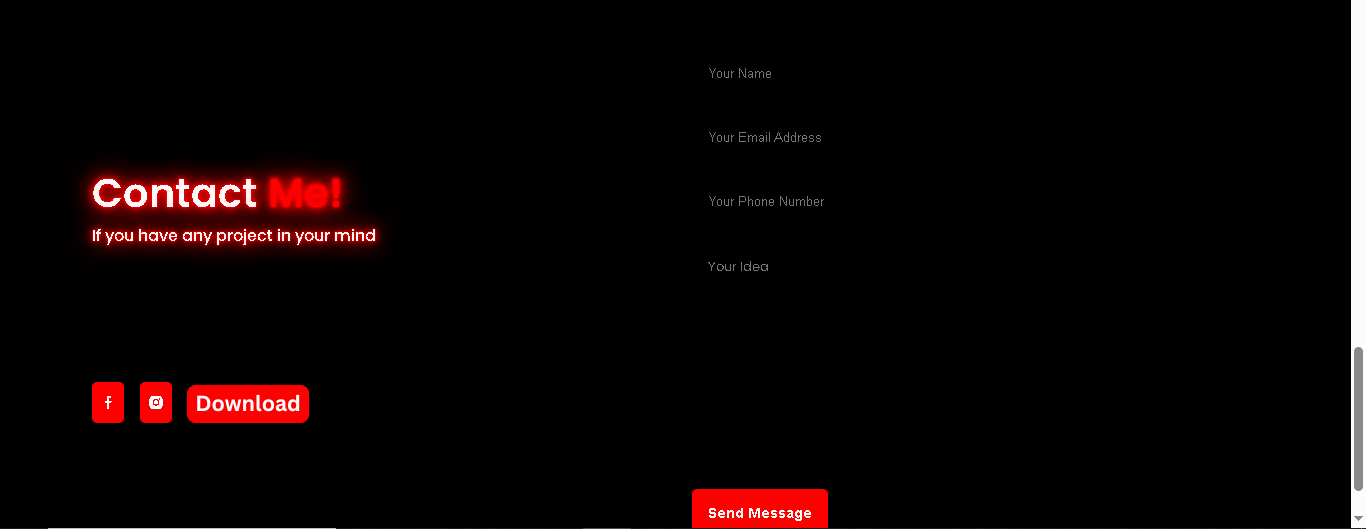 Contact Me!
If you have any project in your mind
Download
Your Name
Your Email Address
Your Phone Number
Your Idea
Send Message